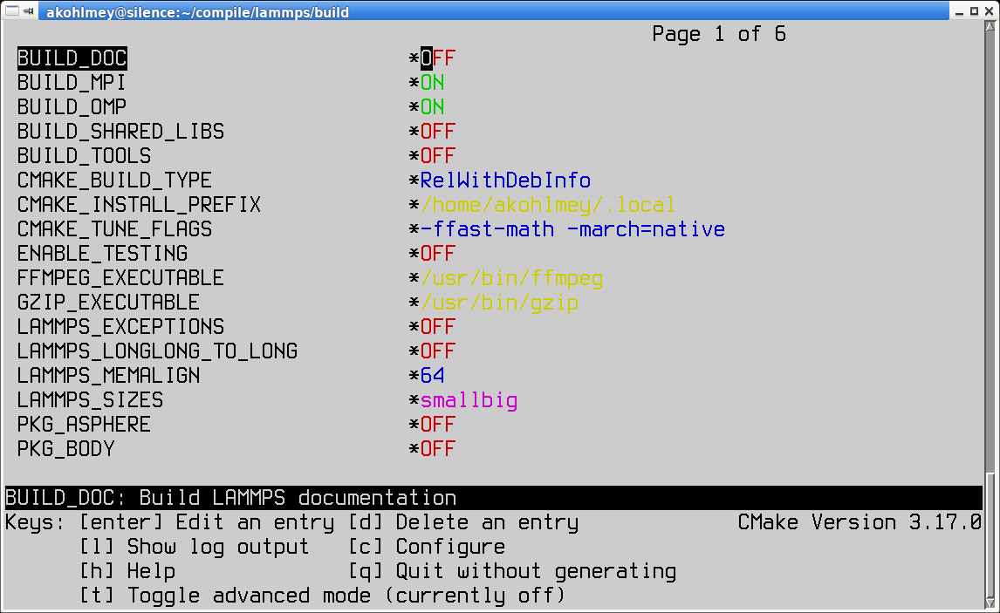 akohlmey@silence:~/compile/lammps/build
Page 1 of 6
BUILD_DOC *OFF
BUILD_MPI *ON
BUILD_OMP *ON
BUILD_SHARED_LIBS *OFF
BUILD_TOOLS *OFF
CMAKE_BUILD_TYPE *RelWithDebInfo
CMAKE_INSTALL_PREFIX */home/akohlmey/.local
CMAKE_TUNE_FLAGS *-ffast-math -march=native
ENABLE_TESTING *OFF
FFMPEG_EXECUTABLE */usr/bin/ffmpeg
GZIP_EXECUTABLE */usr/bin/gzip
LAMMPS_EXCEPTIONS *OFF
LAMMPS_LONGLONG_TO_LONG *OFF
LAMMPS_MEMALIGN *64
LAMMPS_SIZES *smallbig
PKG_ASPHERE *OFF
PKG_BODY *OFF
BUILD_DOC: Build LAMMPS documentation
Keys: [enter] Edit an entry [d] Delete an entry CMake Version 3.17.0
[l] Show log output [c] Configure
[h] Help [q] Quit without generating
[t] Toggle advanced mode (currently off)